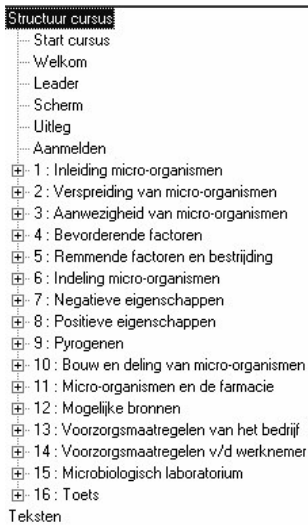 Structuur cursus
Start cursus
Welkom
Leader
Scherm
Uitleg
Aanmelden
1 : Inleiding micro-organismen
2 : Verspreiding van micro-organismen
3 : Aanwezigheid van micro-organismen
4 : Bevorderende factoren
5 : Remmende factoren en bestrijding
6 : Indeling micro-organismen
7 : Negatieve eigenschappen
8 : Positieve eigenschappen
9 : Pyrogenen
10 : Bouw en deling van micro-organismen
11 : Micro-organismen en de farmacie
12 : Mogelijke bronnen
13 : Voorzorgsmaatregelen van het bedrijf
14 : Voorzorgsmaatregelen v/d werknemer
15 : Microbiologisch laboratorium
16 : Toets
Teksten